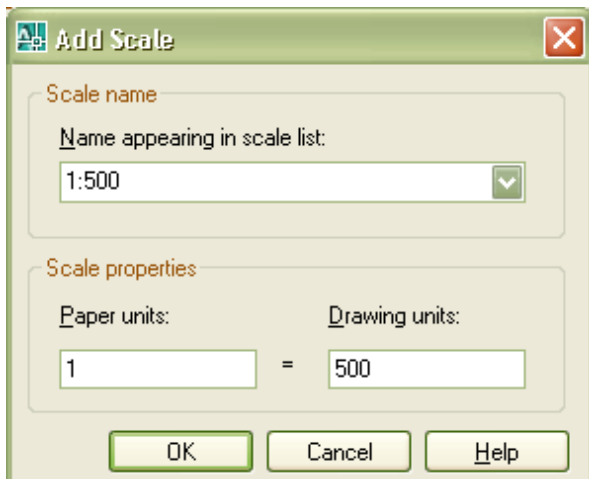 Add Scale
Scale name
Name appearing in scale list:
1:500
Scale properties
Paper units: Drawing units:
1 = 500
OK Cancel Help